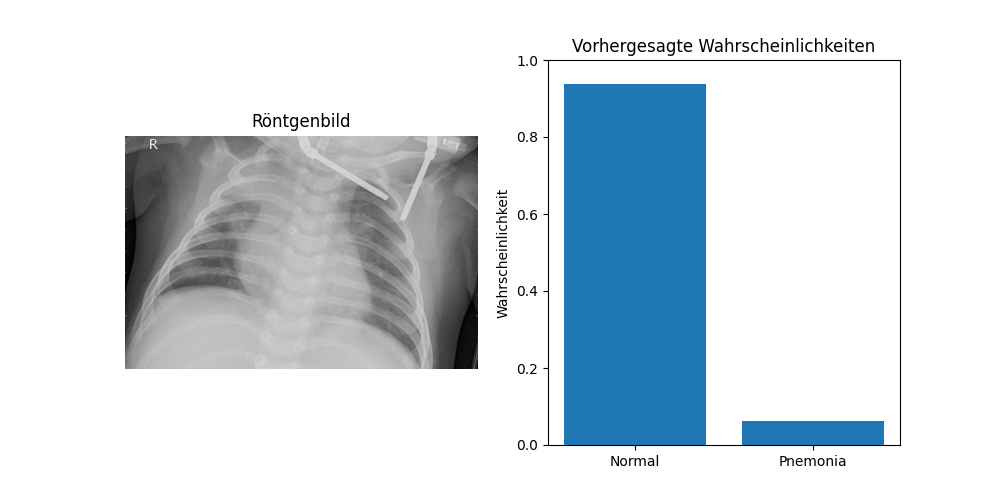 Röntgenbild
R
Vorhergesagte Wahrscheinlichkeiten
Wahrscheinlichkeit
1.0
0.8
0.6
0.4
0.2
0.0
Normal
Pnemonia